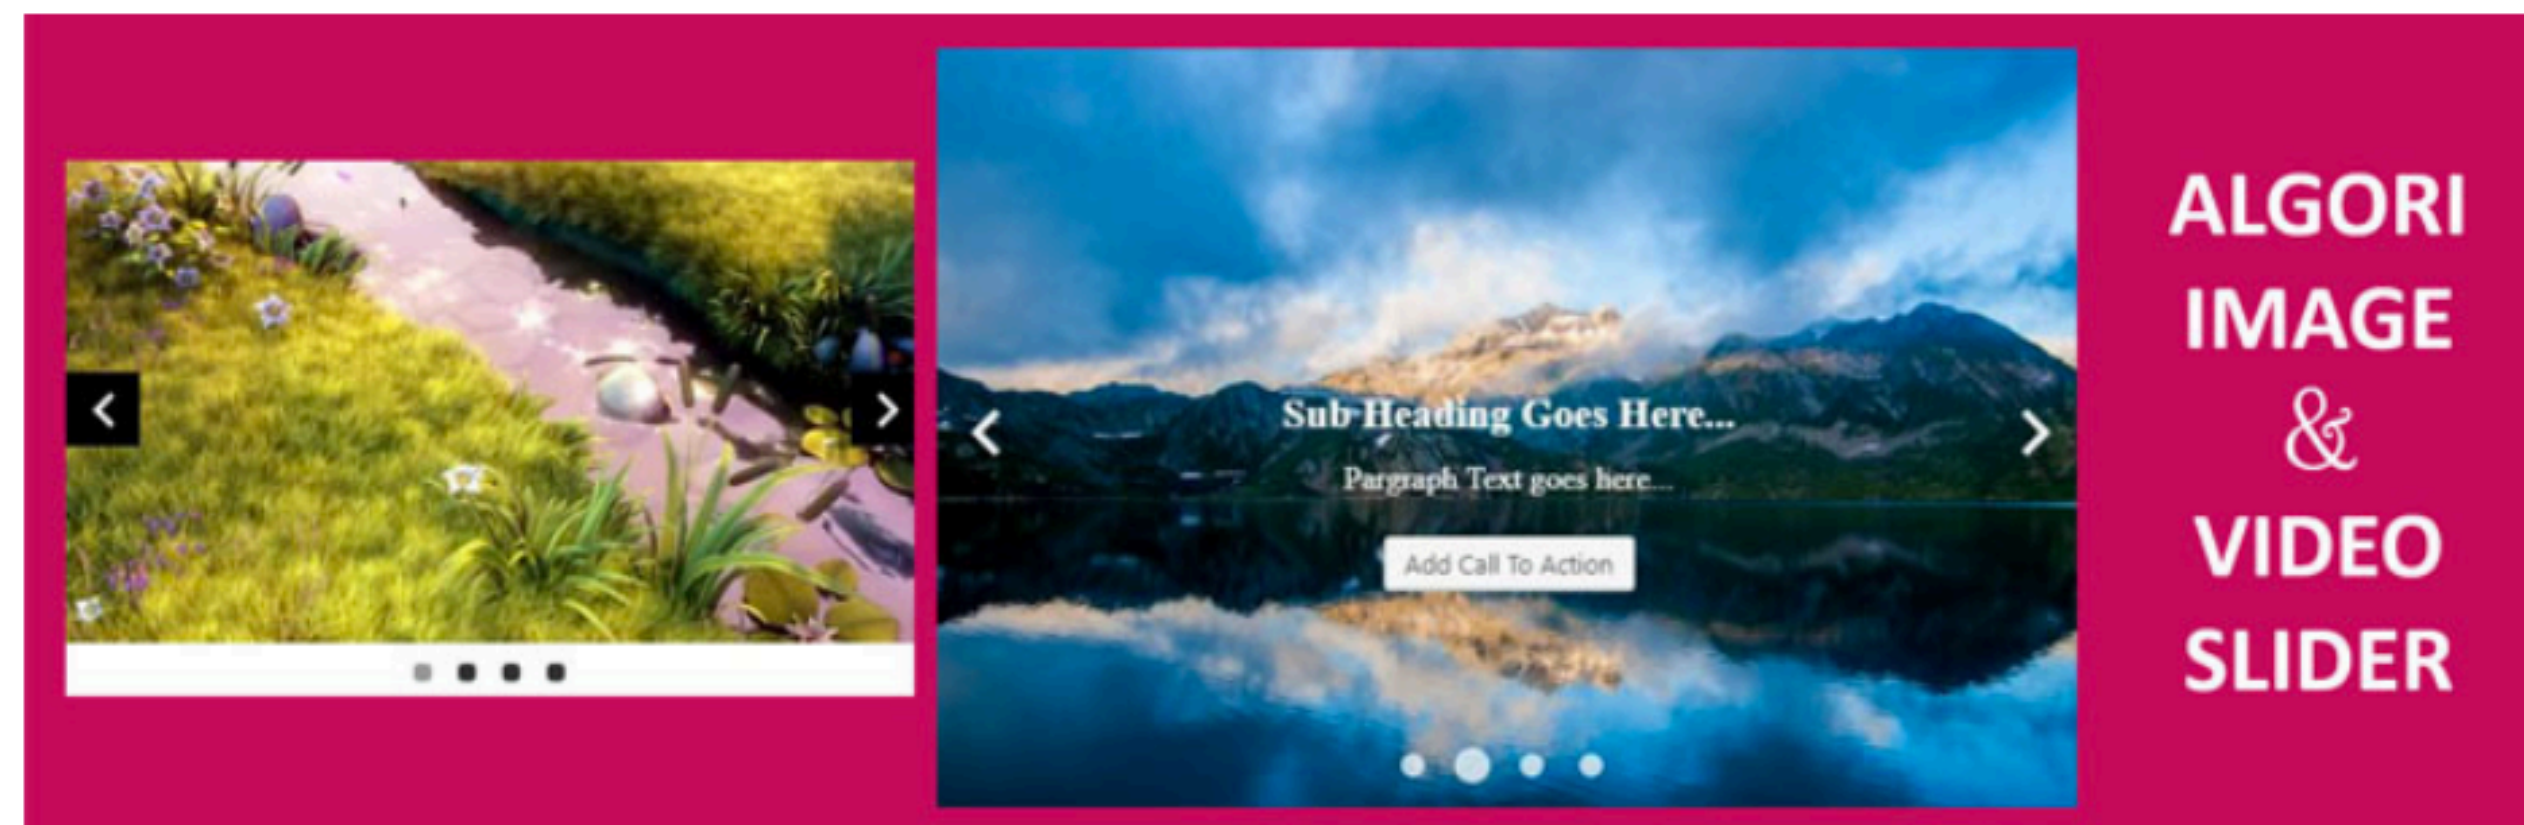 Sub Heading Goes Here...
Pargraph Text goes here...
Add Call To Action
ALGORI
IMAGE
&
VIDEO
SLIDER